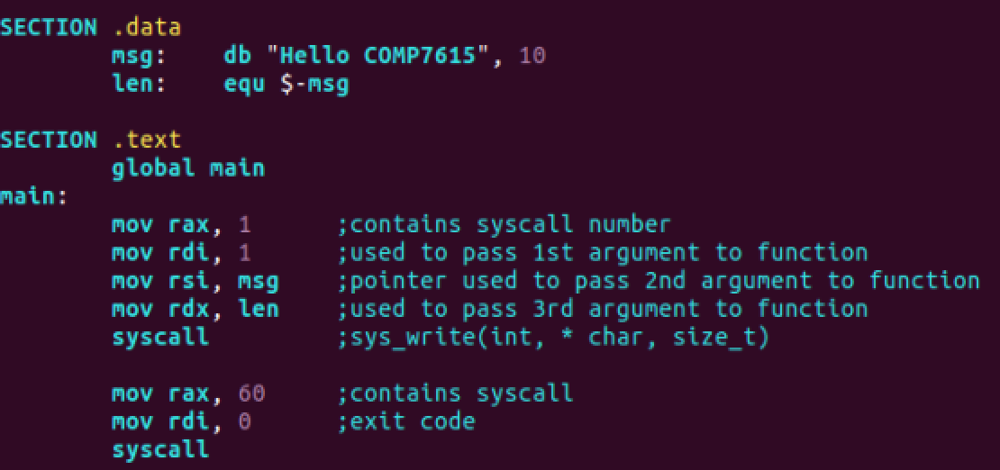 SECTION .data
msg: db "Hello COMP7615", 10
len: equ $-msg
SECTION .text
global main
main:
mov rax, 1 ;contains syscall number
mov rdi, 1 ;used to pass 1st argument to function
mov rsi, msg ;pointer used to pass 2nd argument to function
mov rdx, len ;used to pass 3rd argument to function
syscall ;sys_write(int, * char, size_t)
mov rax, 60 ;contains syscall
mov rdi, 0 ;exit code
syscall